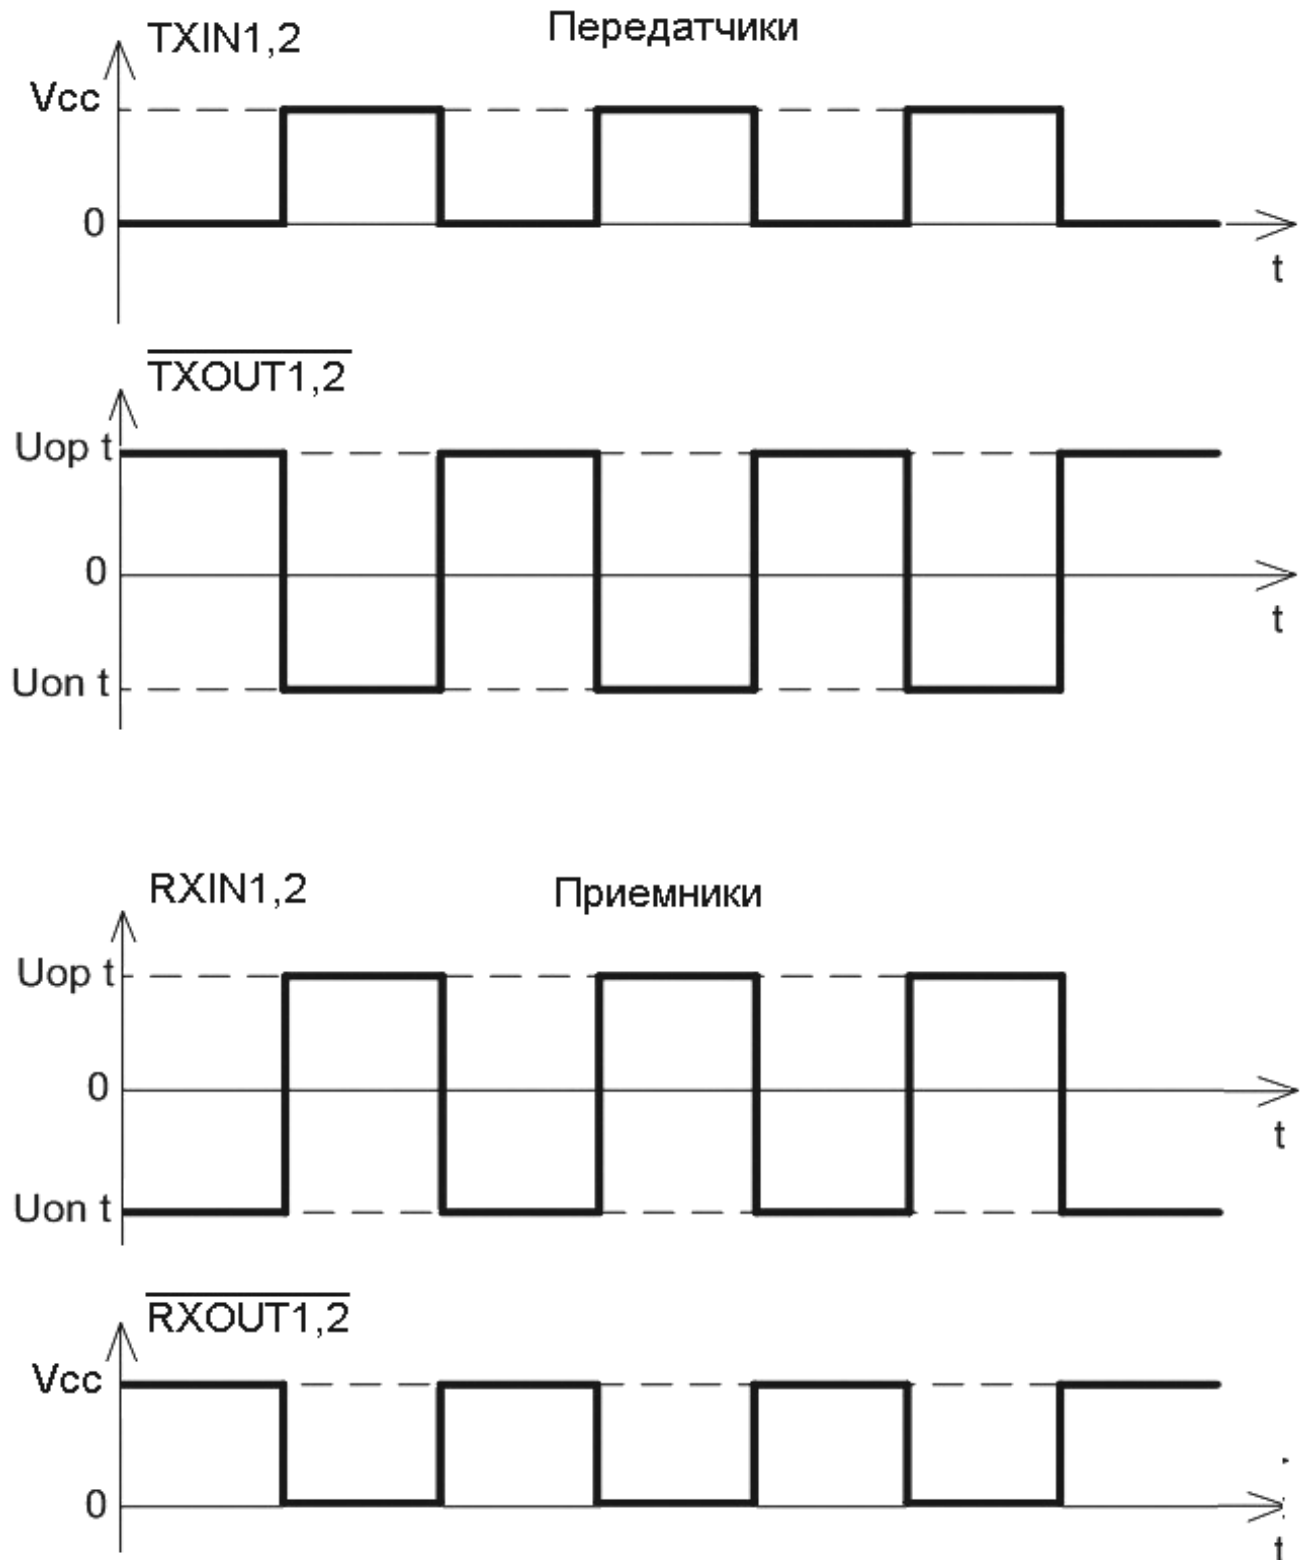 Передатчики
TXIN1,2
Vcc
0
t
TXOUT1,2
Uop t
0
t
Uon t
RXIN1,2
Приемники
Uop t
0
t
Uon t
RXOUT1,2
Vcc
0
t